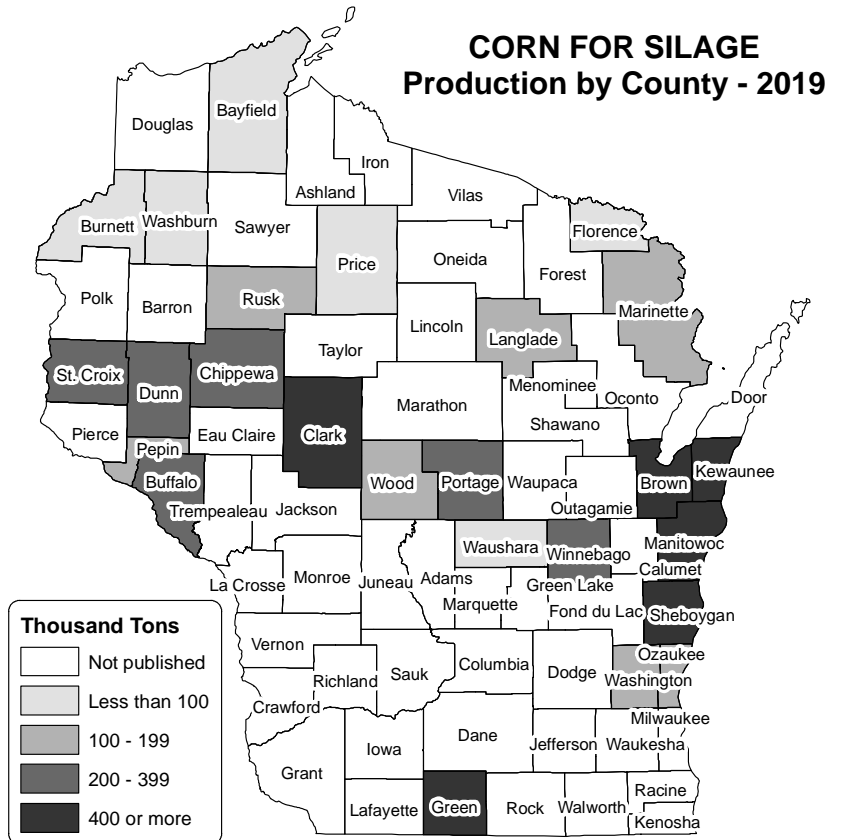 CORN FOR SILAGE
Production by County - 2019
Bayfield
Douglas
Iron
Ashland
Vilas
Burnett
Washburn
Sawyer
Florence
Price
Oneida
Forest
Polk
Barron
Rusk
Marinette
Lincoln
Langlade
Taylor
St. Croix
Chippewa
Dunn
Menominee
Oconto
Door
Marathon
Shawano
Pierce
Eau Claire
Clark
Pepin
Kewaunee
Buffalo
Wood
Portage
Waupaca
Brown
Trempealeau
Jackson
Outagamie
Waushara
Winnebago
Manitowoc
Calumet
La Crosse
Monroe
Juneau
Adams
Green Lake
Marquette
Fond du Lac
Sheboygan
Vernon
Ozaukee
Columbia
Dodge
Washington
Richland
Sauk
Crawford
Milwaukee
Iowa
Dane
Jefferson
Waukesha
Grant
Racine
Lafayette
Green
Rock
Walworth
Kenosha
Thousand Tons
Not published
Less than 100
100 - 199
200 - 399
400 or more